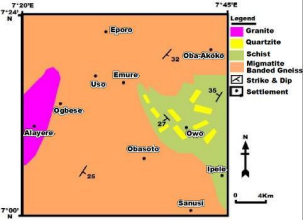 7°20'E
7°45'E
7°24'
N
Eporo
32
Oba-Akoko
Uso
Emure
35
Ogbese
27
Alayere
Owo
Obasoto
25
Ipele
Sanusi
7°00'
N
Legend
Granite
Quartzite
Schist
Migmatite
Banded Gneiss
Strike & Dip
Settlement
N
0 4Km